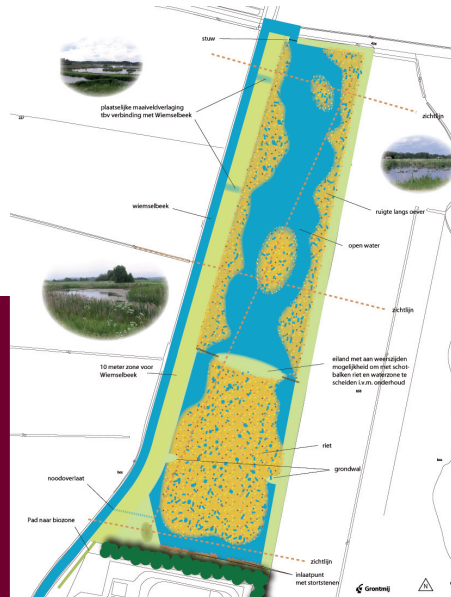 stuw
plaatselijke maaiveldverlaging
tbv verbinding met Wiemselbeek
zichtlijn
wiemselbeek
ruigte langs oever
open water
zichtlijn
10 meter zone voor
Wiemselbeek
eiland met aan weerszijden
mogelijkheid om met schot-
balken riet en waterzone te
scheiden i.v.m. onderhoud
riet
grondwal
noodoverlaat
Pad naar biozone
zichtlijn
inlaatpunt
met stortstenen
Grontmij
N